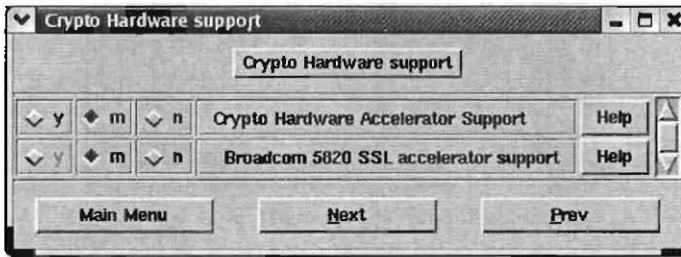 Crypto Hardware support
Crypto Hardware support
y m n Crypto Hardware Accelerator Support Help
y m n Broadcom 5820 SSL accelerator support Help
Main Menu Next Prev